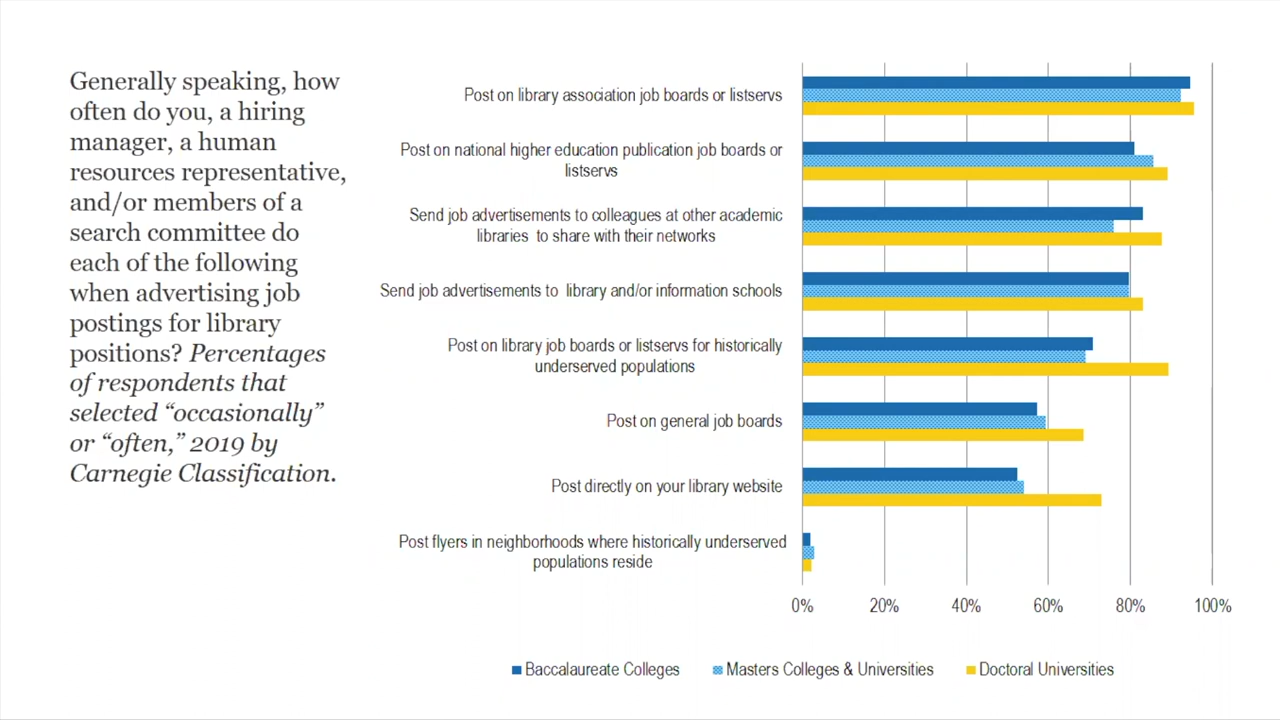 Generally speaking, how
often do you, a hiring
manager, a human
resources representative,
and/or members of a
search committee do
each of the following
when advertising job
postings for library
positions? Percentages
of respondents that
selected “occasionally”
or “often,” 2019 by
Carnegie Classification.
Post on library association job boards or listservs
Post on national higher education publication job boards or
listservs
Send job advertisements to colleagues at other academic
libraries to share with their networks
Send job advertisements to library and/or information schools
Post on library job boards or listservs for historically
underserved populations
Post on general job boards
Post directly on your library website
Post flyers in neighborhoods where historically underserved
populations reside
0% 20% 40% 60% 80% 100%
Baccalaureate Colleges Masters Colleges & Universities Doctoral Universities